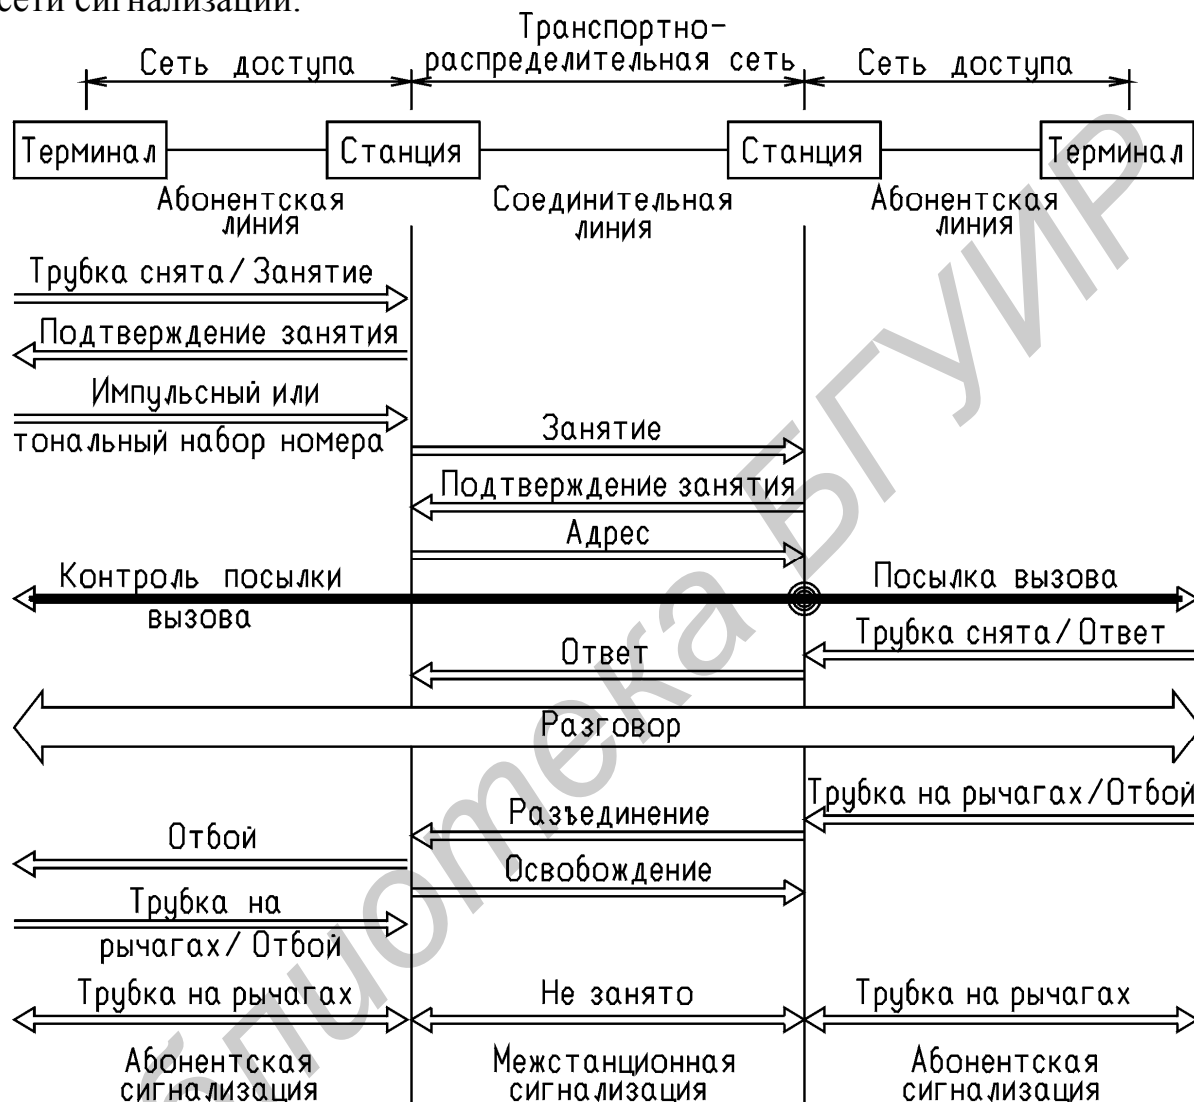 сети сигнализации.
Транспортно-
Сеть доступа распределительная сеть Сеть доступа
Терминал Станция Станция Терминал
Абонентская Соединительная Абонентская
линия линия линия
Трубка снята / Занятие
Подтверждение занятия
Импульсный или
тональный набор номера
Занятие
Подтверждение занятия
Адрес
Контроль посылки Посылка вызова
вызова
Трубка снята / Ответ
Ответ
Разговор
Трубка на рычагах / Отбой
Разъединение
Отбой
Освобождение
Трубка на
рычагах / Отбой
Трубка на рычагах Не занято Трубка на рычагах
Абонентская Межстанционная Абонентская
сигнализация сигнализация сигнализация
блиотека БГУИР